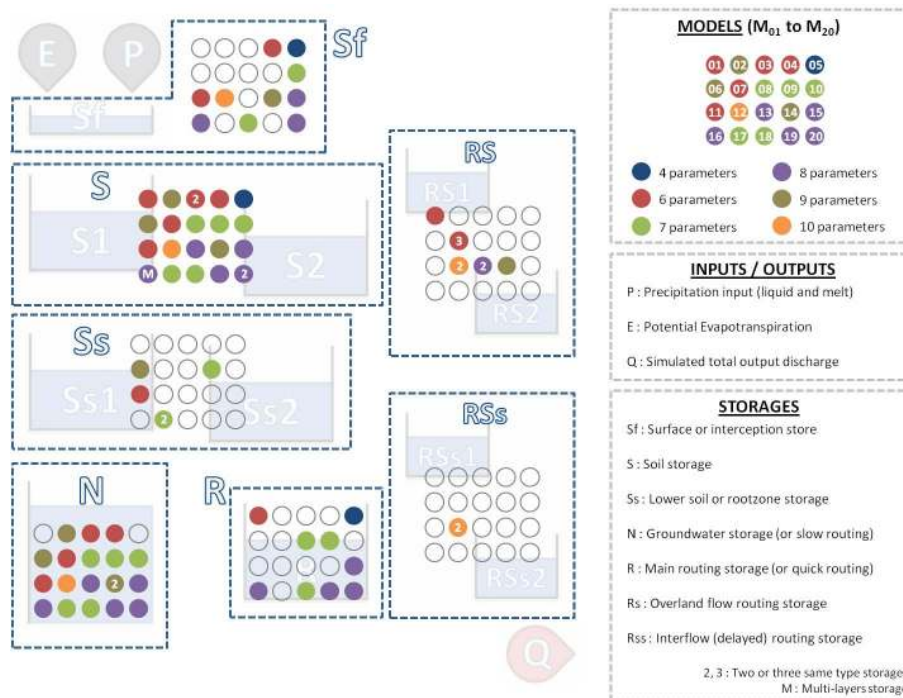 E
P
Sf
Sf
S
S1
2
S2
M
2
Ss
Ss1
Ss2
2
N
2
R
R
RS
RS1
3
2
2
RS2
RSs
RSs1
2
RSs2
Q
MODELS (M01 to M20)
01 02 03 04 05
06 07 08 09 10
11 12 13 14 15
16 17 18 19 20
4 parameters
8 parameters
6 parameters
9 parameters
7 parameters
10 parameters
INPUTS / OUTPUTS
P : Precipitation input (liquid and melt)
E : Potential Evapotranspiration
Q : Simulated total output discharge
STORAGES
Sf : Surface or interception store
S : Soil storage
Ss : Lower soil or rootzone storage
N : Groundwater storage (or slow routing)
R : Main routing storage (or quick routing)
Rs : Overland flow routing storage
Rss : Interflow (delayed) routing storage
2, 3 : Two or three same type storage
M : Multi-layers storage